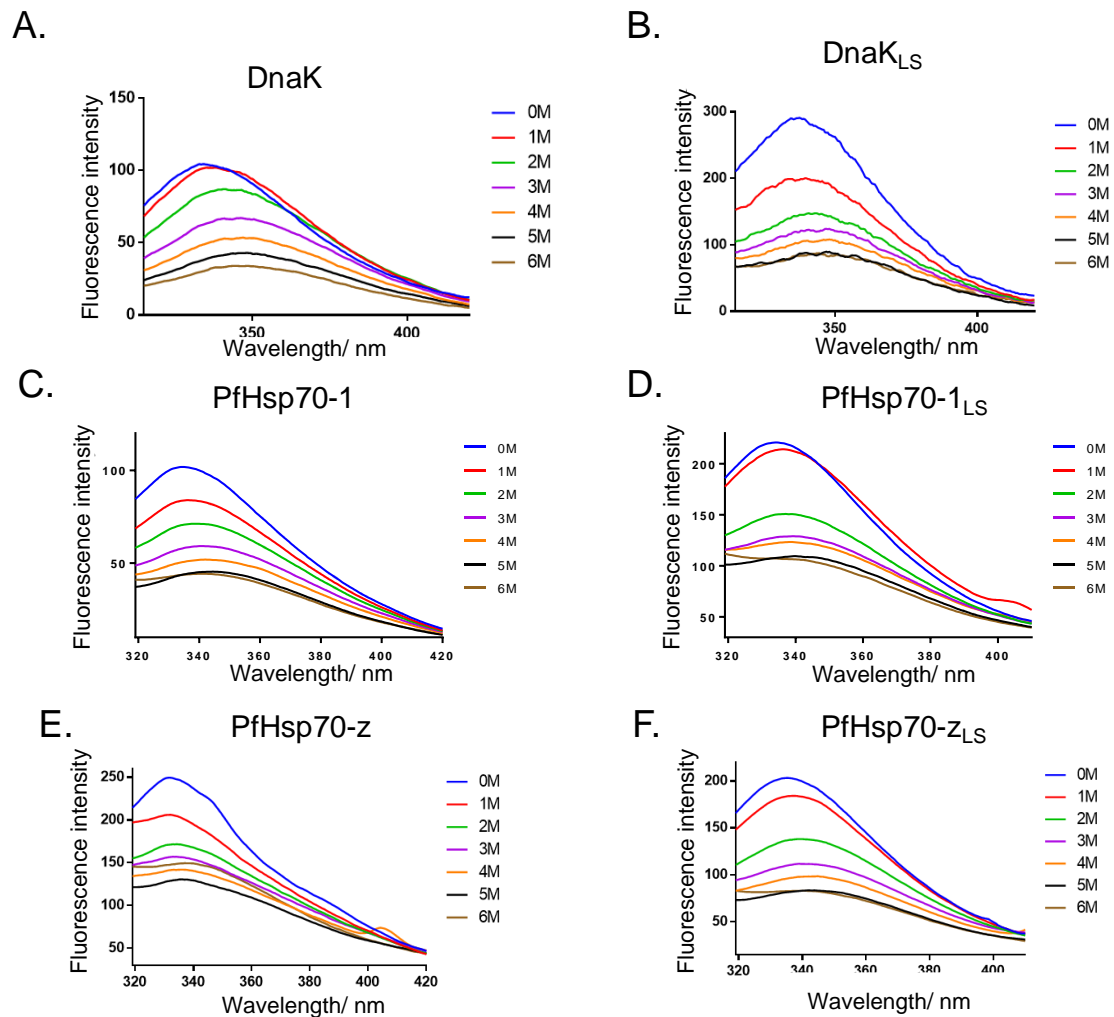 A.
DnaK
Fluorescence intensity
150
100
50
0
350
400
Wavelength/ nm
0M
1M
2M
3M
4M
5M
6M
B.
DnaKLS
Fluorescence intensity
300
200
100
0
350
400
Wavelength/ nm
0M
1M
2M
3M
4M
5M
6M
C.
PfHsp70-1
Fluorescence intensity
100
50
320
340
360
380
400
420
Wavelength/ nm
0M
1M
2M
3M
4M
5M
6M
D.
PfHsp70-1LS
Fluorescence intensity
200
150
100
50
320
340
360
380
400
Wavelength/ nm
0M
1M
2M
3M
4M
5M
6M
E.
PfHsp70-z
Fluorescence intensity
250
200
150
100
50
320
340
360
380
400
420
Wavelength/ nm
0M
1M
2M
3M
4M
5M
6M
F.
PfHsp70-zLS
Fluorescence intensity
200
150
100
50
320
340
360
380
400
Wavelength/ nm
0M
1M
2M
3M
4M
5M
6M